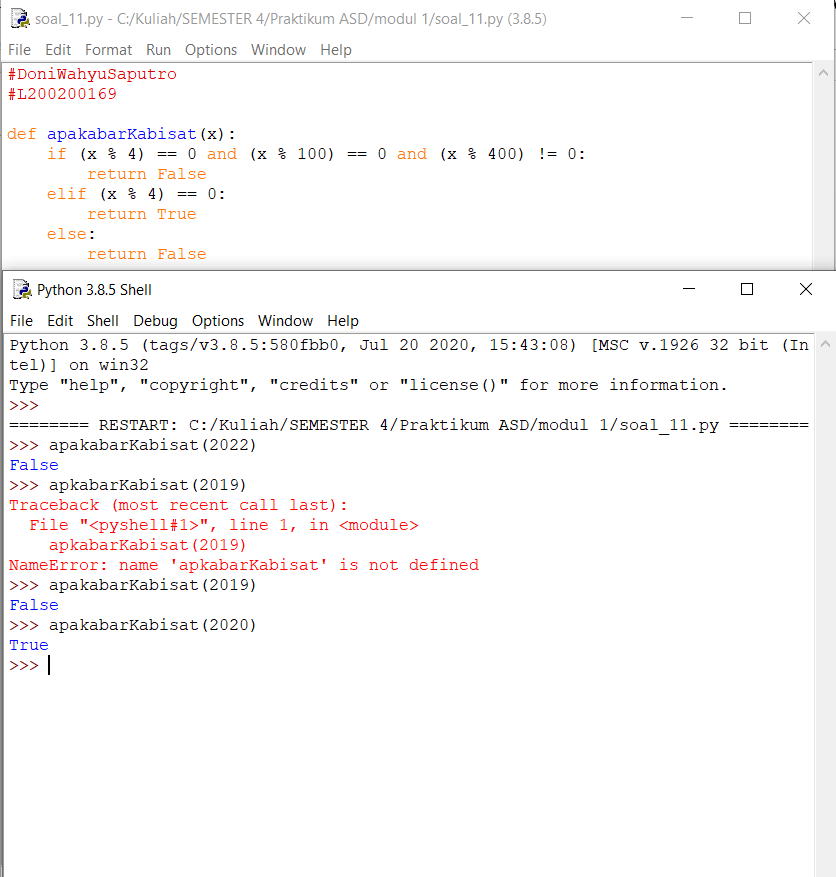 soal_11.py - C:/Kuliah/SEMESTER 4/Praktikum ASD/modul 1/soal_11.py (3.8.5)
File Edit Format Run Options Window Help
#DoniWahyuSaputro
#L200200169
def apakabarKabisat(x):
    if (x % 4) == 0 and (x % 100) == 0 and (x % 400) != 0:
        return False
    elif (x % 4) == 0:
        return True
    else:
        return False
Python 3.8.5 Shell
File Edit Shell Debug Options Window Help
Python 3.8.5 (tags/v3.8.5:580fbb0, Jul 20 2020, 15:43:08) [MSC v.1926 32 bit (In
tel)] on win32
Type "help", "copyright", "credits" or "license()" for more information.
>>>
======== RESTART: C:/Kuliah/SEMESTER 4/Praktikum ASD/modul 1/soal_11.py ========
>>> apakabarKabisat(2022)
False
>>> apkabarKabisat(2019)
Traceback (most recent call last):
  File "<pyshell#1>", line 1, in <module>
    apkabarKabisat(2019)
NameError: name 'apkabarKabisat' is not defined
>>> apakabarKabisat(2019)
False
>>> apakabarKabisat(2020)
True
>>>